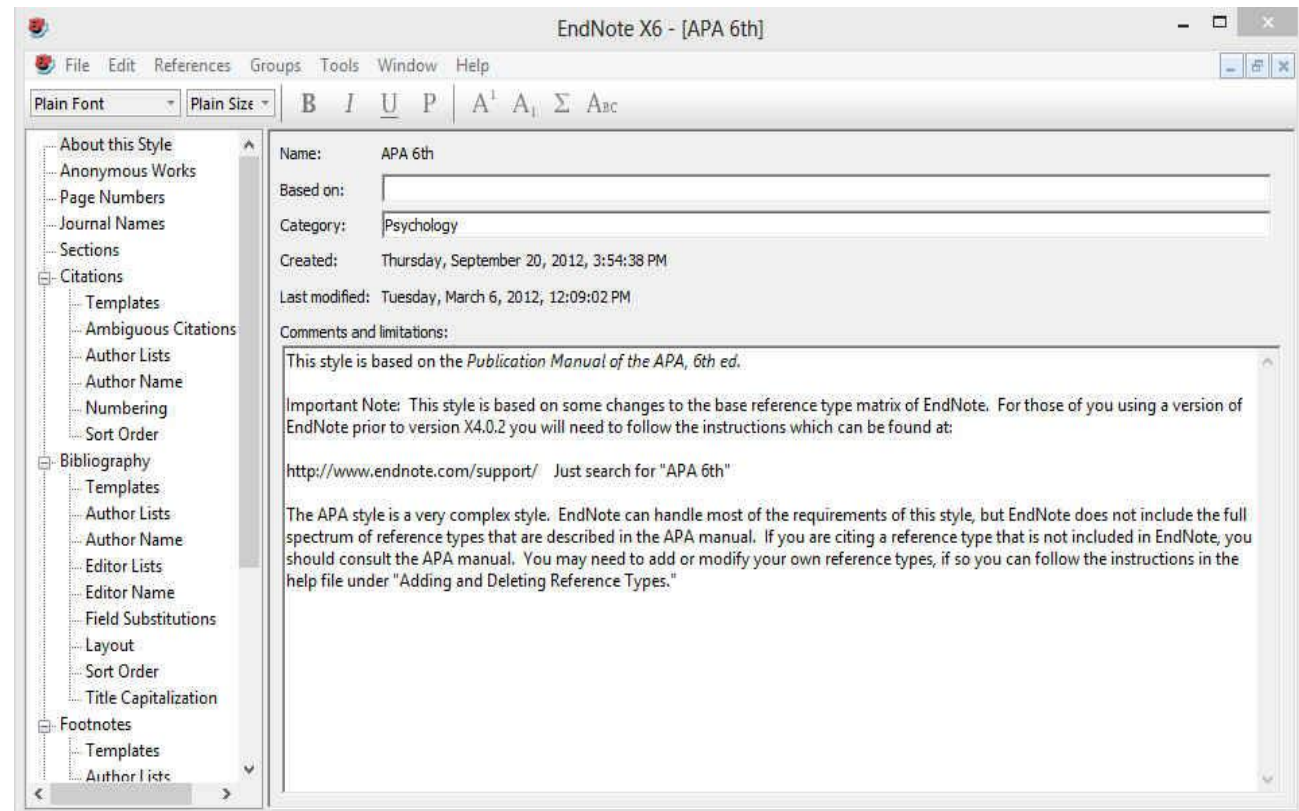 EndNote X6 - [APA 6th]
File Edit References Groups Tools Window Help
Plain Font Plain Size B I U P A1 A1 Σ ABC
About this Style
Anonymous Works
Page Numbers
Journal Names
Sections
Citations
Templates
Ambiguous Citations
Author Lists
Author Name
Numbering
Sort Order
Bibliography
Templates
Author Lists
Author Name
Editor Lists
Editor Name
Field Substitutions
Layout
Sort Order
Title Capitalization
Footnotes
Templates
Author Lists
Name: APA 6th
Based on:
Category: Psychology
Created: Thursday, September 20, 2012, 3:54:38 PM
Last modified: Tuesday, March 6, 2012, 12:09:02 PM
Comments and limitations:
This style is based on the Publication Manual of the APA, 6th ed.
Important Note: This style is based on some changes to the base reference type matrix of EndNote. For those of you using a version of
EndNote prior to version X4.0.2 you will need to follow the instructions which can be found at:
http://www.endnote.com/support/ Just search for "APA 6th"
The APA style is a very complex style. EndNote can handle most of the requirements of this style, but EndNote does not include the full
spectrum of reference types that are described in the APA manual. If you are citing a reference type that is not included in EndNote, you
should consult the APA manual. You may need to add or modify your own reference types, if so you can follow the instructions in the
help file under "Adding and Deleting Reference Types."